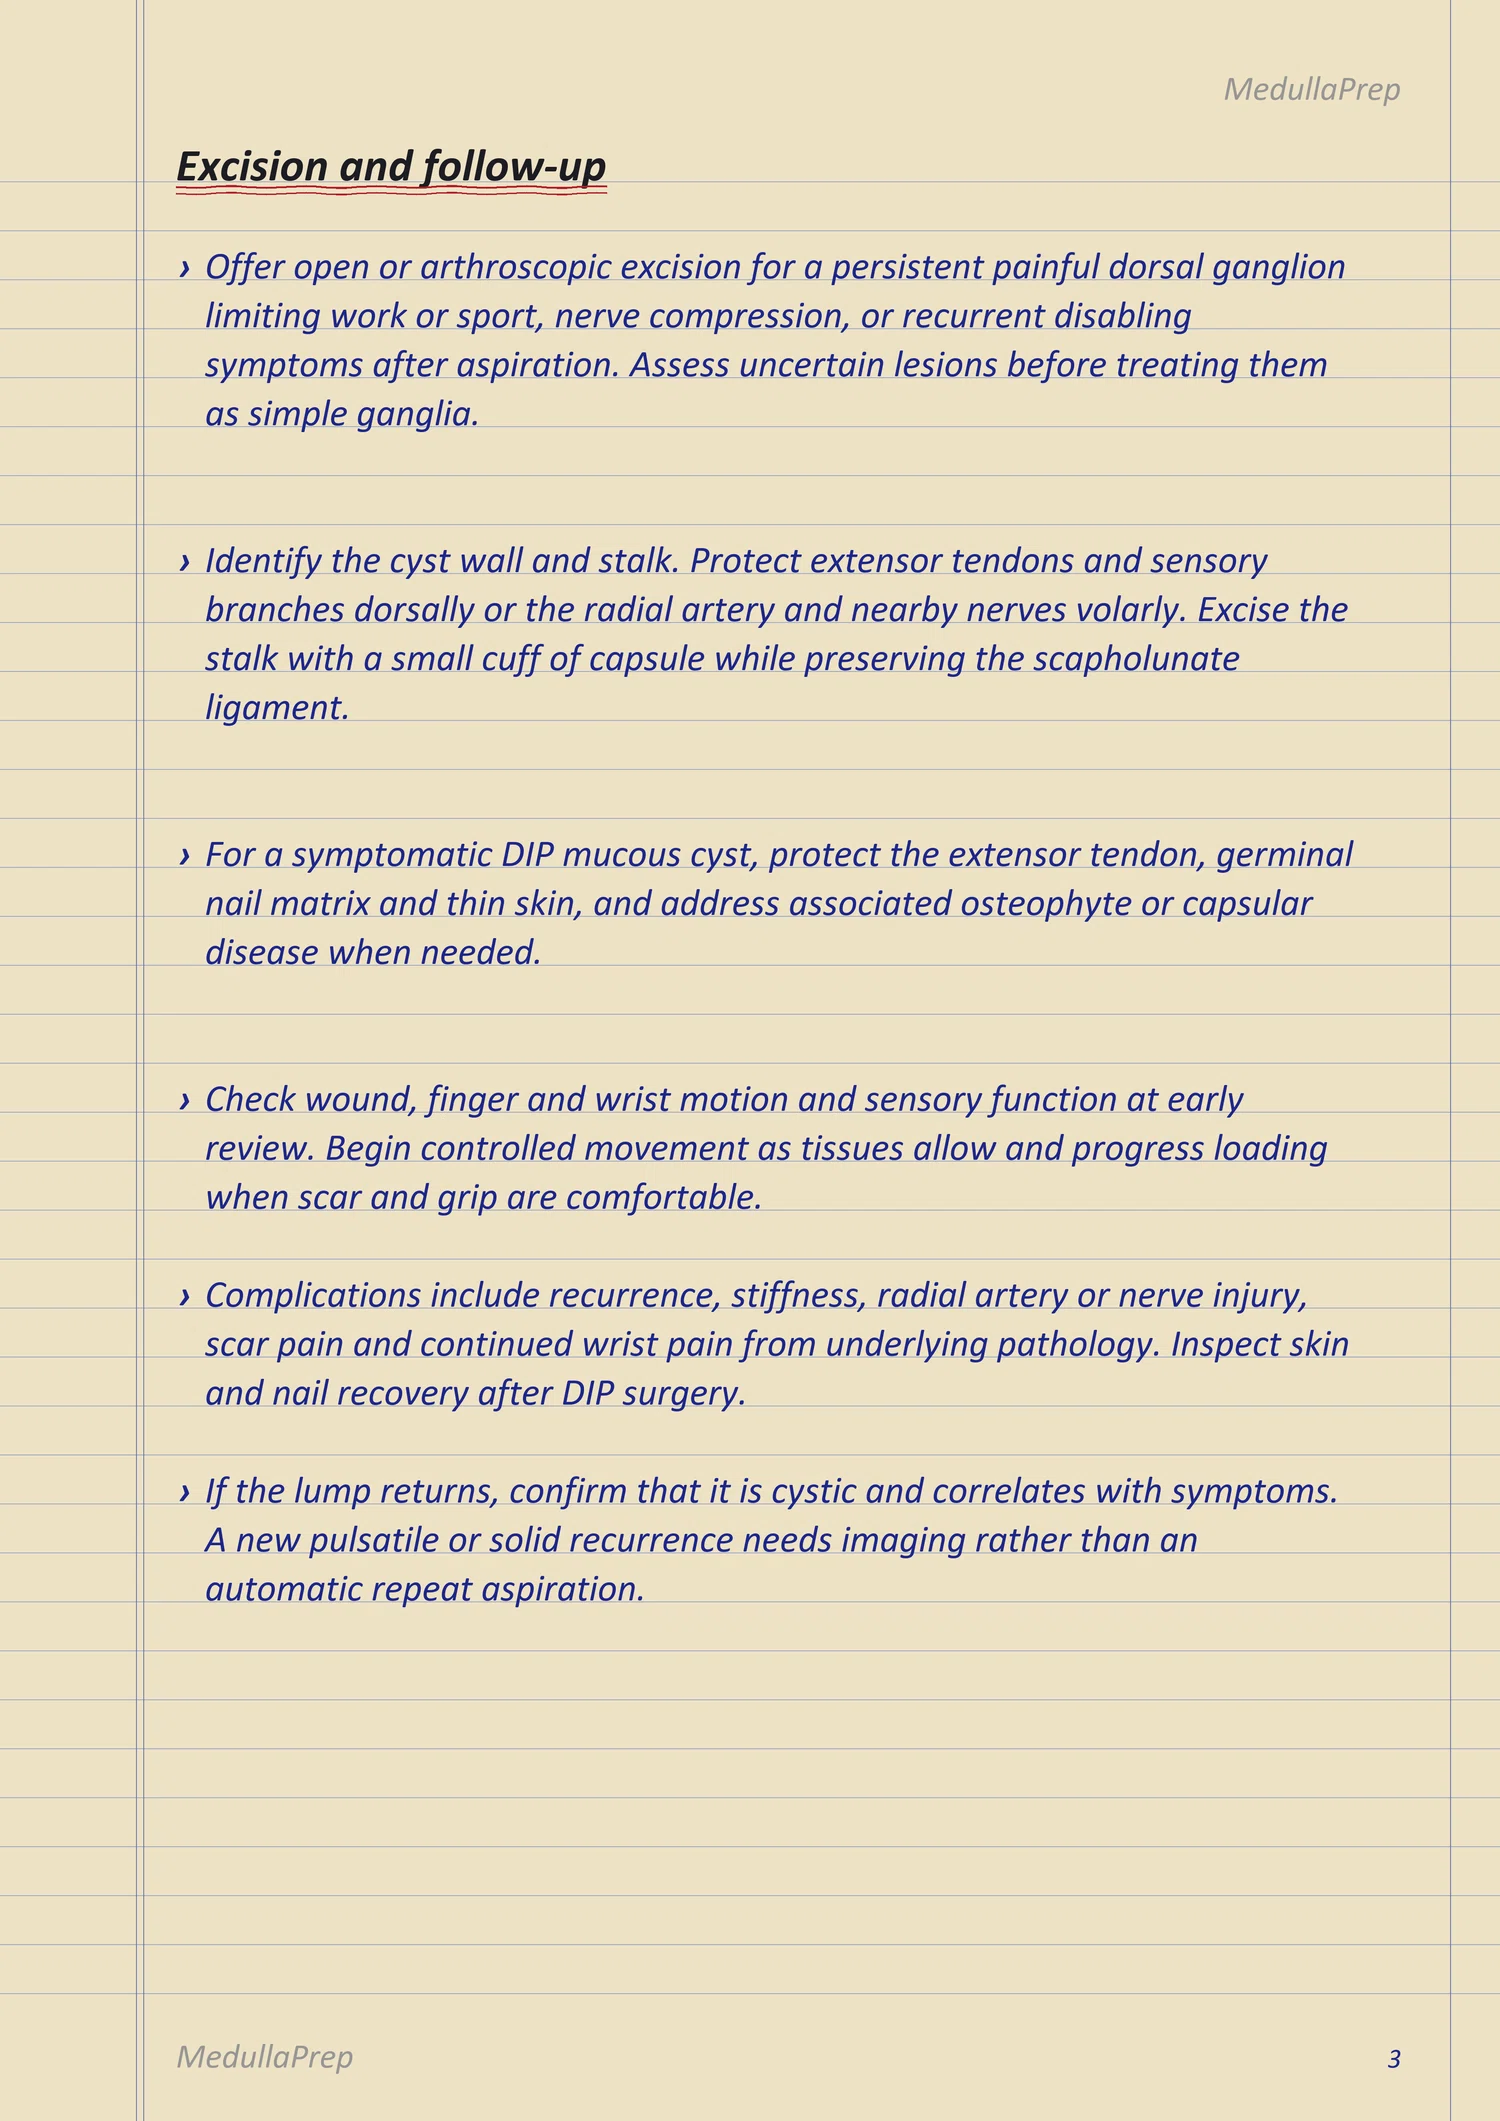 MedullaPrep
Excision and follow-up
› Offer open or arthroscopic excision for a persistent painful dorsal ganglion
limiting work or sport, nerve compression, or recurrent disabling
symptoms after aspiration. Assess uncertain lesions before treating them
as simple ganglia.
› Identify the cyst wall and stalk. Protect extensor tendons and sensory
branches dorsally or the radial artery and nearby nerves volarly. Excise the
stalk with a small cuff of capsule while preserving the scapholunate
ligament.
› For a symptomatic DIP mucous cyst, protect the extensor tendon, germinal
nail matrix and thin skin, and address associated osteophyte or capsular
disease when needed.
› Check wound, finger and wrist motion and sensory function at early
review. Begin controlled movement as tissues allow and progress loading
when scar and grip are comfortable.
› Complications include recurrence, stiffness, radial artery or nerve injury,
scar pain and continued wrist pain from underlying pathology. Inspect skin
and nail recovery after DIP surgery.
› If the lump returns, confirm that it is cystic and correlates with symptoms.
A new pulsatile or solid recurrence needs imaging rather than an
automatic repeat aspiration.
MedullaPrep
3